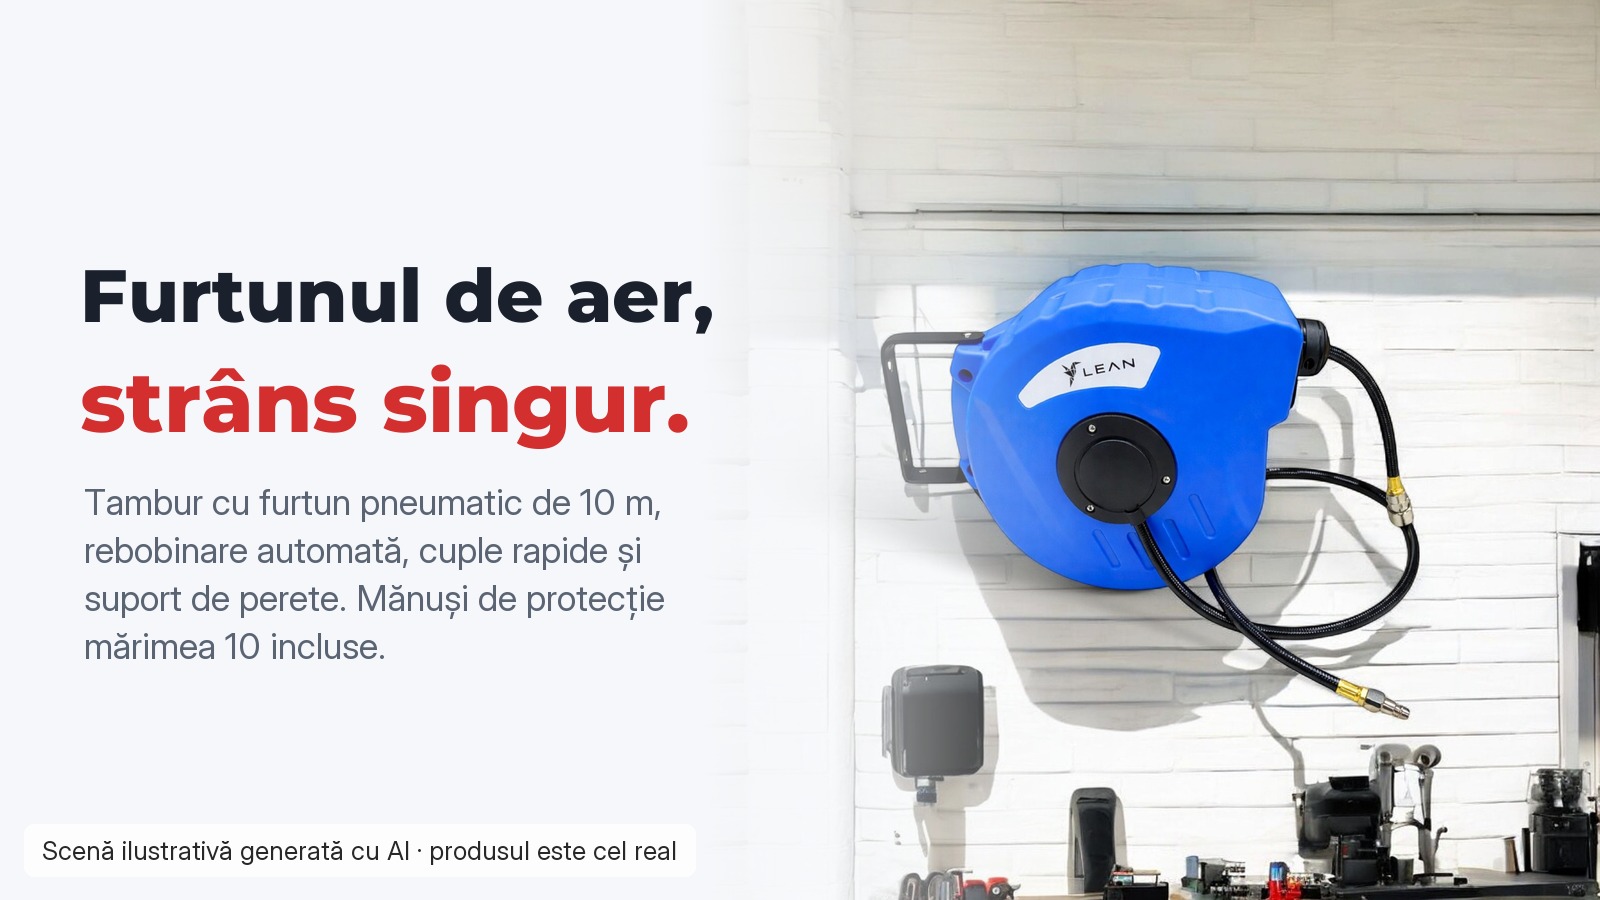 Furtunul de aer,
strâns singur.
Tambur cu furtun pneumatic de 10 m,
rebobinare automată, cuple rapide și
suport de perete. Mănuși de protecție
mărimea 10 incluse.
LEAN
Scenă ilustrativă generată cu AI · produsul este cel real